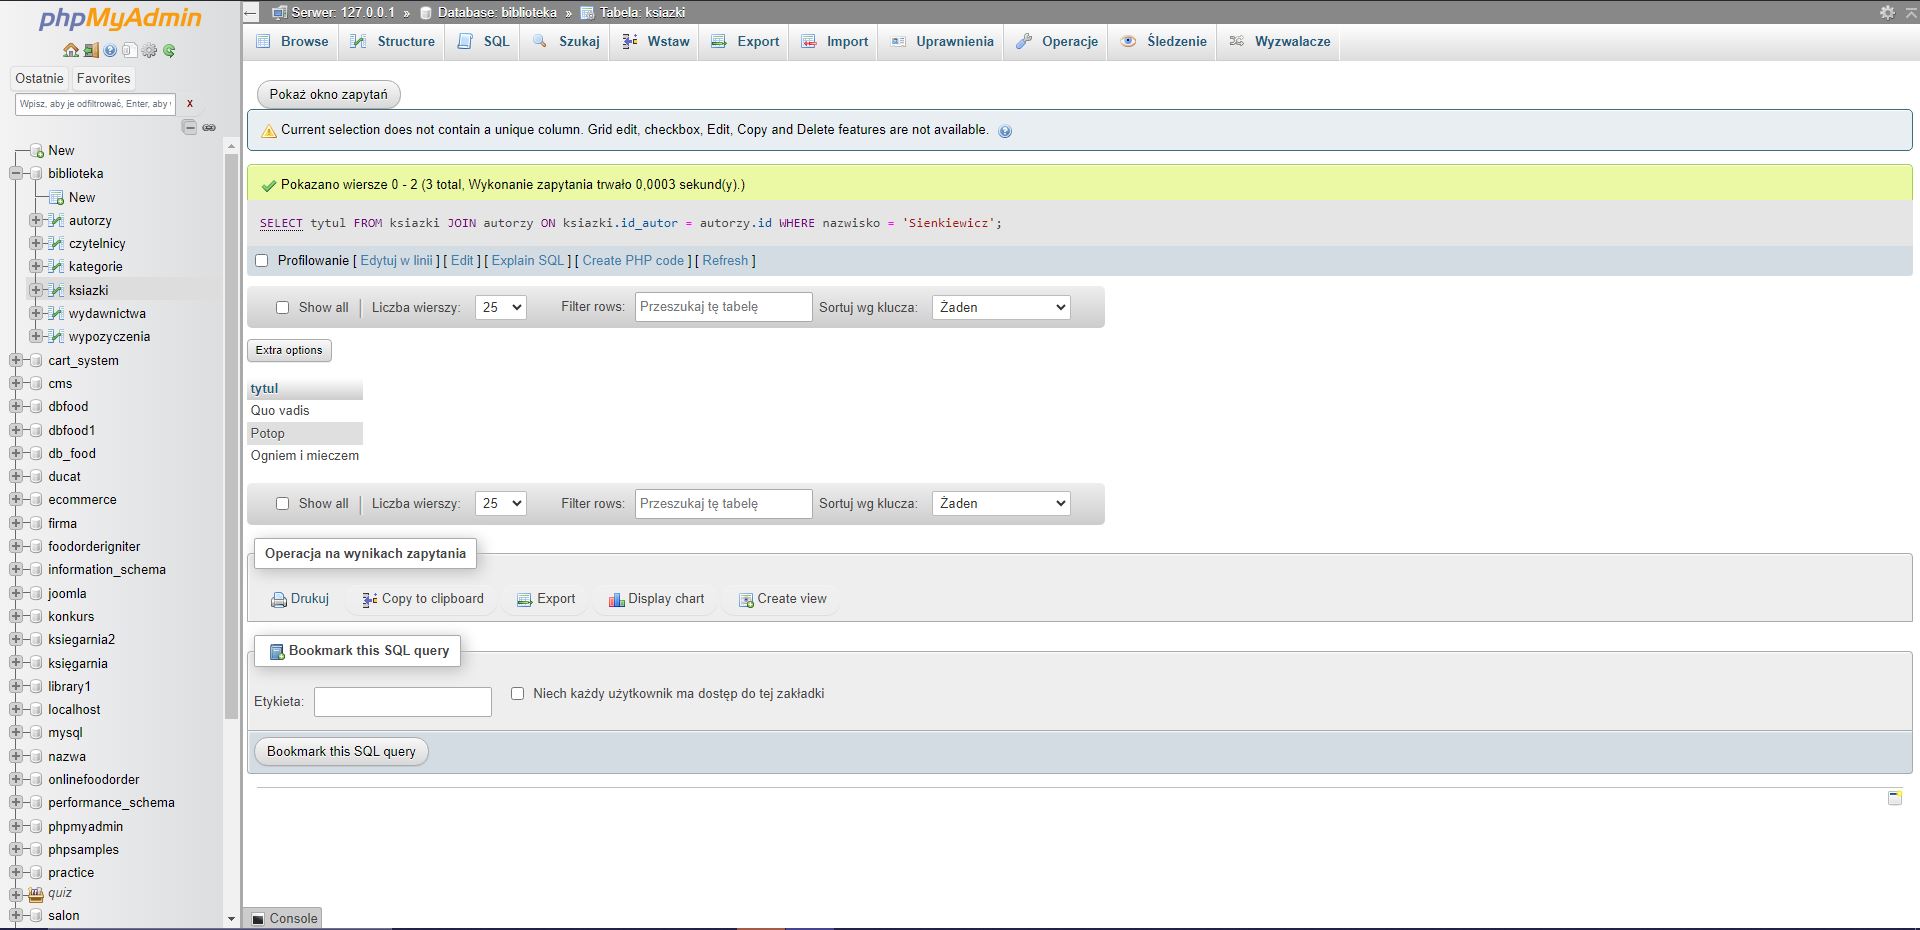 phpMyAdmin
Ostatnie Favorites
Wpisz, aby je odfiltrować, Enter, aby X
New
biblioteka
New
autorzy
czytelnicy
kategorie
ksiazki
wydawnictwa
wypozyczenia
cart_system
cms
dbfood
dbfood1
db_food
ducat
ecommerce
firma
foodorderigniter
information_schema
joomla
konkurs
ksiegarnia2
księgarnia
library1
localhost
mysql
nazwa
onlinefoodorder
performance_schema
phpmyadmin
phpsamples
practice
quiz
salon
Serwer: 127.0.0.1 » Database: biblioteka » Tabela: ksiazki
Browse Structure SQL Szukaj Wstaw Export Import Uprawnienia Operacje Śledzenie Wyzwalacze
Pokaż okno zapytań
Current selection does not contain a unique column. Grid edit, checkbox, Edit, Copy and Delete features are not available.
Pokazano wiersze 0 - 2 (3 total, Wykonanie zapytania trwało 0,0003 sekund(y).)
SELECT tytul FROM ksiazki JOIN autorzy ON ksiazki.id_autor = autorzy.id WHERE nazwisko = 'Sienkiewicz';
Profilowanie [ Edytuj w linii ] [ Edit ] [ Explain SQL ] [ Create PHP code ] [ Refresh ]
Show all | Liczba wierszy: 25 Filter rows: Przeszukaj tę tabelę Sortuj wg klucza: Żaden
Extra options
tytul
Quo vadis
Potop
Ogniem i mieczem
Show all | Liczba wierszy: 25 Filter rows: Przeszukaj tę tabelę Sortuj wg klucza: Żaden
Operacja na wynikach zapytania
Drukuj Copy to clipboard Export Display chart Create view
Bookmark this SQL query
Etykieta: Niech każdy użytkownik ma dostęp do tej zakładki
Bookmark this SQL query
Console